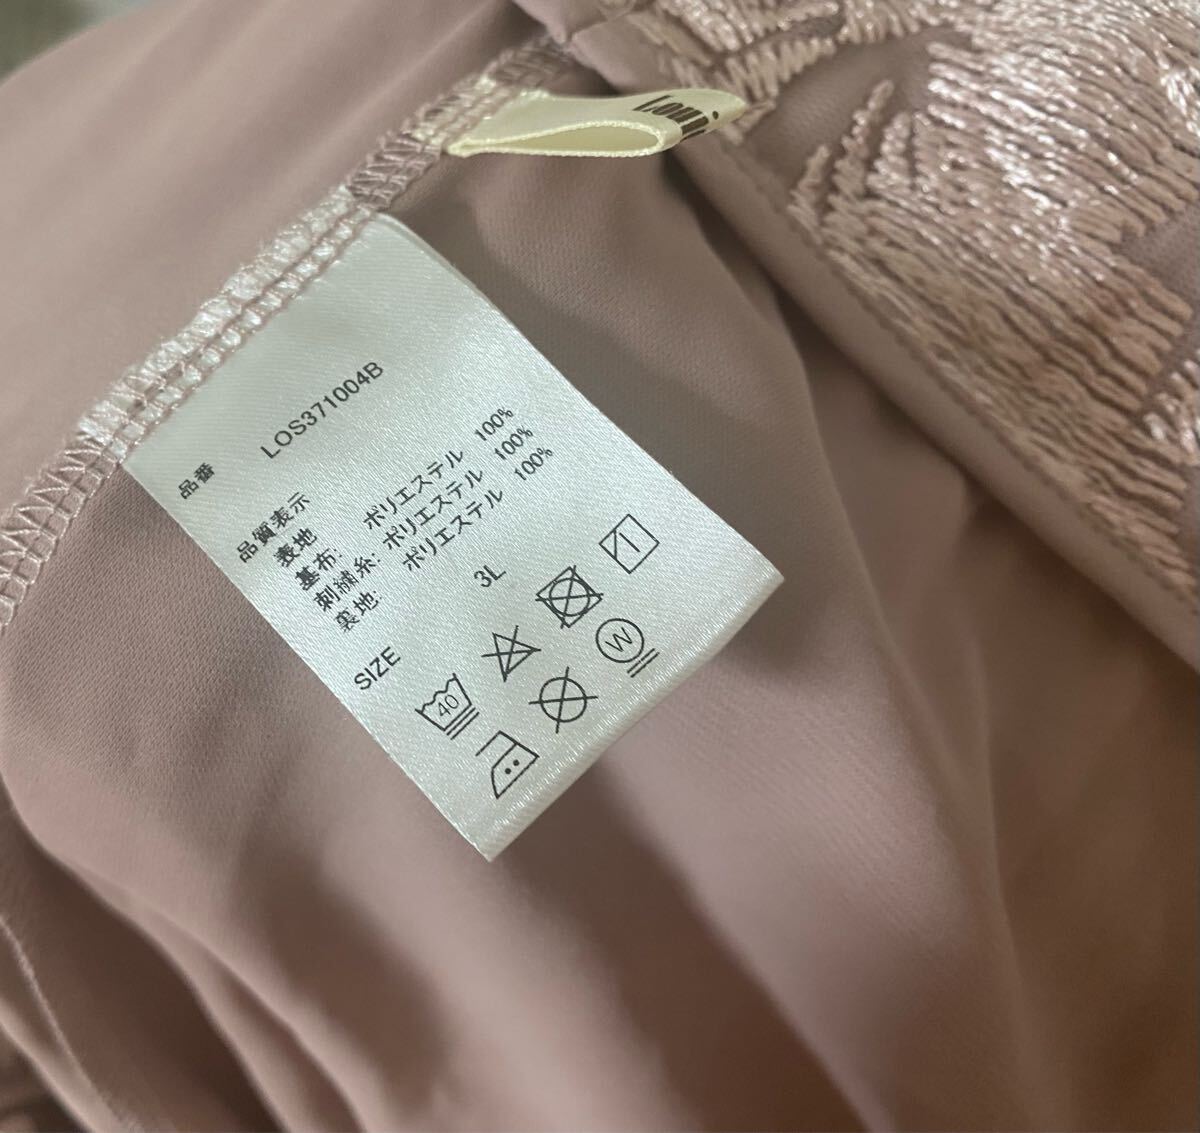 Loun
品番 LOS371004B
品質表示
表地
基布: ポリエステル 100%
刺繍糸: ポリエステル 100%
裏地: ポリエステル 100%
SIZE 3L
40
W